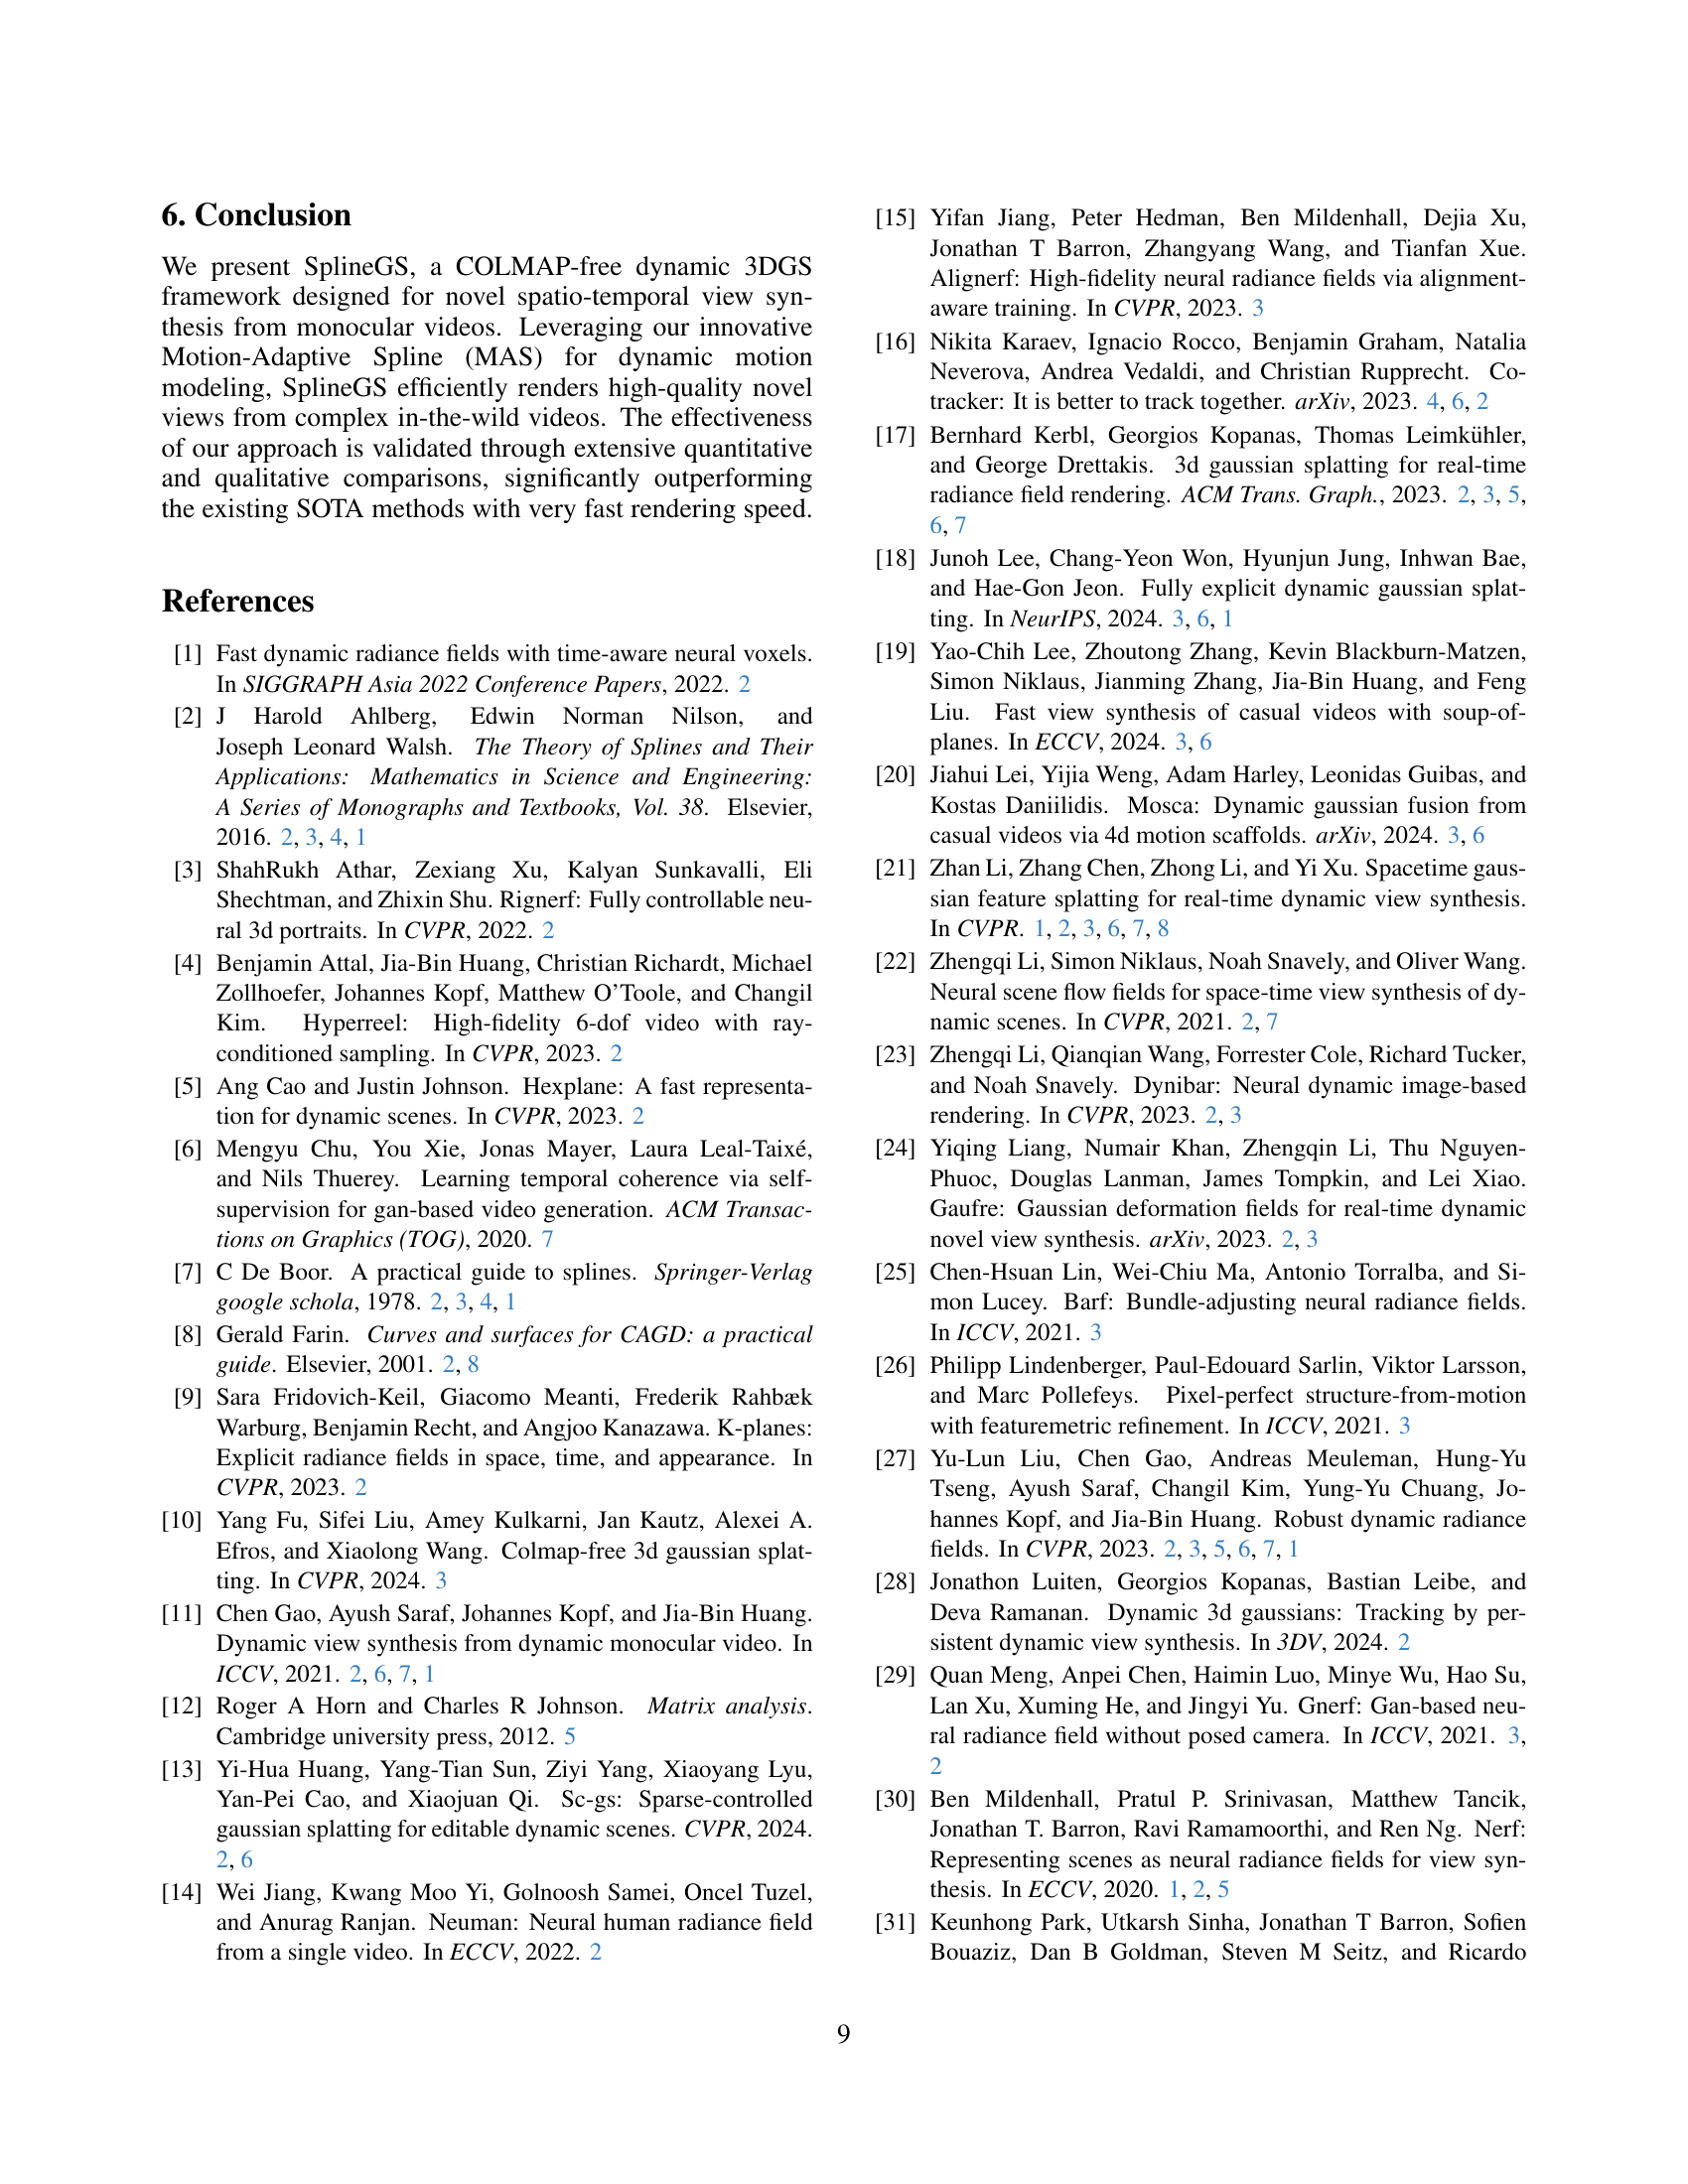 6. Conclusion
We present SplineGS, a COLMAP-free dynamic 3DGS
framework designed for novel spatio-temporal view syn-
thesis from monocular videos. Leveraging our innovative
Motion-Adaptive Spline (MAS) for dynamic motion
modeling, SplineGS efficiently renders high-quality novel
views from complex in-the-wild videos. The effectiveness
of our approach is validated through extensive quantitative
and qualitative comparisons, significantly outperforming
the existing SOTA methods with very fast rendering speed.
References
[1] Fast dynamic radiance fields with time-aware neural voxels.
In SIGGRAPH Asia 2022 Conference Papers, 2022. 2
[2] J Harold Ahlberg, Edwin Norman Nilson, and
Joseph Leonard Walsh. The Theory of Splines and Their
Applications: Mathematics in Science and Engineering:
A Series of Monographs and Textbooks, Vol. 38. Elsevier,
2016. 2, 3, 4, 1
[3] ShahRukh Athar, Zexiang Xu, Kalyan Sunkavalli, Eli
Shechtman, and Zhixin Shu. Rignerf: Fully controllable neu-
ral 3d portraits. In CVPR, 2022. 2
[4] Benjamin Attal, Jia-Bin Huang, Christian Richardt, Michael
Zollhoefer, Johannes Kopf, Matthew O'Toole, and Changil
Kim. Hyperreel: High-fidelity 6-dof video with ray-
conditioned sampling. In CVPR, 2023. 2
[5] Ang Cao and Justin Johnson. Hexplane: A fast representa-
tion for dynamic scenes. In CVPR, 2023. 2
[6] Mengyu Chu, You Xie, Jonas Mayer, Laura Leal-Taixé,
and Nils Thuerey. Learning temporal coherence via self-
supervision for gan-based video generation. ACM Transac-
tions on Graphics (TOG), 2020. 7
[7] C De Boor. A practical guide to splines. Springer-Verlag
google schola, 1978. 2, 3, 4, 1
[8] Gerald Farin. Curves and surfaces for CAGD: a practical
guide. Elsevier, 2001. 2, 8
[9] Sara Fridovich-Keil, Giacomo Meanti, Frederik Rahbæk
Warburg, Benjamin Recht, and Angjoo Kanazawa. K-planes:
Explicit radiance fields in space, time, and appearance. In
CVPR, 2023. 2
[10] Yang Fu, Sifei Liu, Amey Kulkarni, Jan Kautz, Alexei A.
Efros, and Xiaolong Wang. Colmap-free 3d gaussian splat-
ting. In CVPR, 2024. 3
[11] Chen Gao, Ayush Saraf, Johannes Kopf, and Jia-Bin Huang.
Dynamic view synthesis from dynamic monocular video. In
ICCV, 2021. 2, 6, 7, 1
[12] Roger A Horn and Charles R Johnson. Matrix analysis.
Cambridge university press, 2012. 5
[13] Yi-Hua Huang, Yang-Tian Sun, Ziyi Yang, Xiaoyang Lyu,
Yan-Pei Cao, and Xiaojuan Qi. Sc-gs: Sparse-controlled
gaussian splatting for editable dynamic scenes. CVPR, 2024.
2, 6
[14] Wei Jiang, Kwang Moo Yi, Golnoosh Samei, Oncel Tuzel,
and Anurag Ranjan. Neuman: Neural human radiance field
from a single video. In ECCV, 2022. 2
[15] Yifan Jiang, Peter Hedman, Ben Mildenhall, Dejia Xu,
Jonathan T Barron, Zhangyang Wang, and Tianfan Xue.
Alignerf: High-fidelity neural radiance fields via alignment-
aware training. In CVPR, 2023. 3
[16] Nikita Karaev, Ignacio Rocco, Benjamin Graham, Natalia
Neverova, Andrea Vedaldi, and Christian Rupprecht. Co-
tracker: It is better to track together. arXiv, 2023. 4, 6, 2
[17] Bernhard Kerbl, Georgios Kopanas, Thomas Leimkühler,
and George Drettakis. 3d gaussian splatting for real-time
radiance field rendering. ACM Trans. Graph., 2023. 2, 3, 5,
6, 7
[18] Junoh Lee, Chang-Yeon Won, Hyunjun Jung, Inhwan Bae,
and Hae-Gon Jeon. Fully explicit dynamic gaussian splat-
ting. In NeurIPS, 2024. 3, 6, 1
[19] Yao-Chih Lee, Zhoutong Zhang, Kevin Blackburn-Matzen,
Simon Niklaus, Jianming Zhang, Jia-Bin Huang, and Feng
Liu. Fast view synthesis of casual videos with soup-of-
planes. In ECCV, 2024. 3, 6
[20] Jiahui Lei, Yijia Weng, Adam Harley, Leonidas Guibas, and
Kostas Daniilidis. Mosca: Dynamic gaussian fusion from
casual videos via 4d motion scaffolds. arXiv, 2024. 3, 6
[21] Zhan Li, Zhang Chen, Zhong Li, and Yi Xu. Spacetime gaus-
sian feature splatting for real-time dynamic view synthesis.
In CVPR. 1, 2, 3, 6, 7, 8
[22] Zhengqi Li, Simon Niklaus, Noah Snavely, and Oliver Wang.
Neural scene flow fields for space-time view synthesis of dy-
namic scenes. In CVPR, 2021. 2, 7
[23] Zhengqi Li, Qianqian Wang, Forrester Cole, Richard Tucker,
and Noah Snavely. Dynibar: Neural dynamic image-based
rendering. In CVPR, 2023. 2, 3
[24] Yiqing Liang, Numair Khan, Zhengqin Li, Thu Nguyen-
Phuoc, Douglas Lanman, James Tompkin, and Lei Xiao.
Gaufre: Gaussian deformation fields for real-time dynamic
novel view synthesis. arXiv, 2023. 2, 3
[25] Chen-Hsuan Lin, Wei-Chiu Ma, Antonio Torralba, and Si-
mon Lucey. Barf: Bundle-adjusting neural radiance fields.
In ICCV, 2021. 3
[26] Philipp Lindenberger, Paul-Edouard Sarlin, Viktor Larsson,
and Marc Pollefeys. Pixel-perfect structure-from-motion
with featuremetric refinement. In ICCV, 2021. 3
[27] Yu-Lun Liu, Chen Gao, Andreas Meuleman, Hung-Yu
Tseng, Ayush Saraf, Changil Kim, Yung-Yu Chuang, Jo-
hannes Kopf, and Jia-Bin Huang. Robust dynamic radiance
fields. In CVPR, 2023. 2, 3, 5, 6, 7, 1
[28] Jonathon Luiten, Georgios Kopanas, Bastian Leibe, and
Deva Ramanan. Dynamic 3d gaussians: Tracking by per-
sistent dynamic view synthesis. In 3DV, 2024. 2
[29] Quan Meng, Anpei Chen, Haimin Luo, Minye Wu, Hao Su,
Lan Xu, Xuming He, and Jingyi Yu. Gnerf: Gan-based neu-
ral radiance field without posed camera. In ICCV, 2021. 3,
2
[30] Ben Mildenhall, Pratul P. Srinivasan, Matthew Tancik,
Jonathan T. Barron, Ravi Ramamoorthi, and Ren Ng. Nerf:
Representing scenes as neural radiance fields for view syn-
thesis. In ECCV, 2020. 1, 2, 5
[31] Keunhong Park, Utkarsh Sinha, Jonathan T Barron, Sofien
Bouaziz, Dan B Goldman, Steven M Seitz, and Ricardo
9